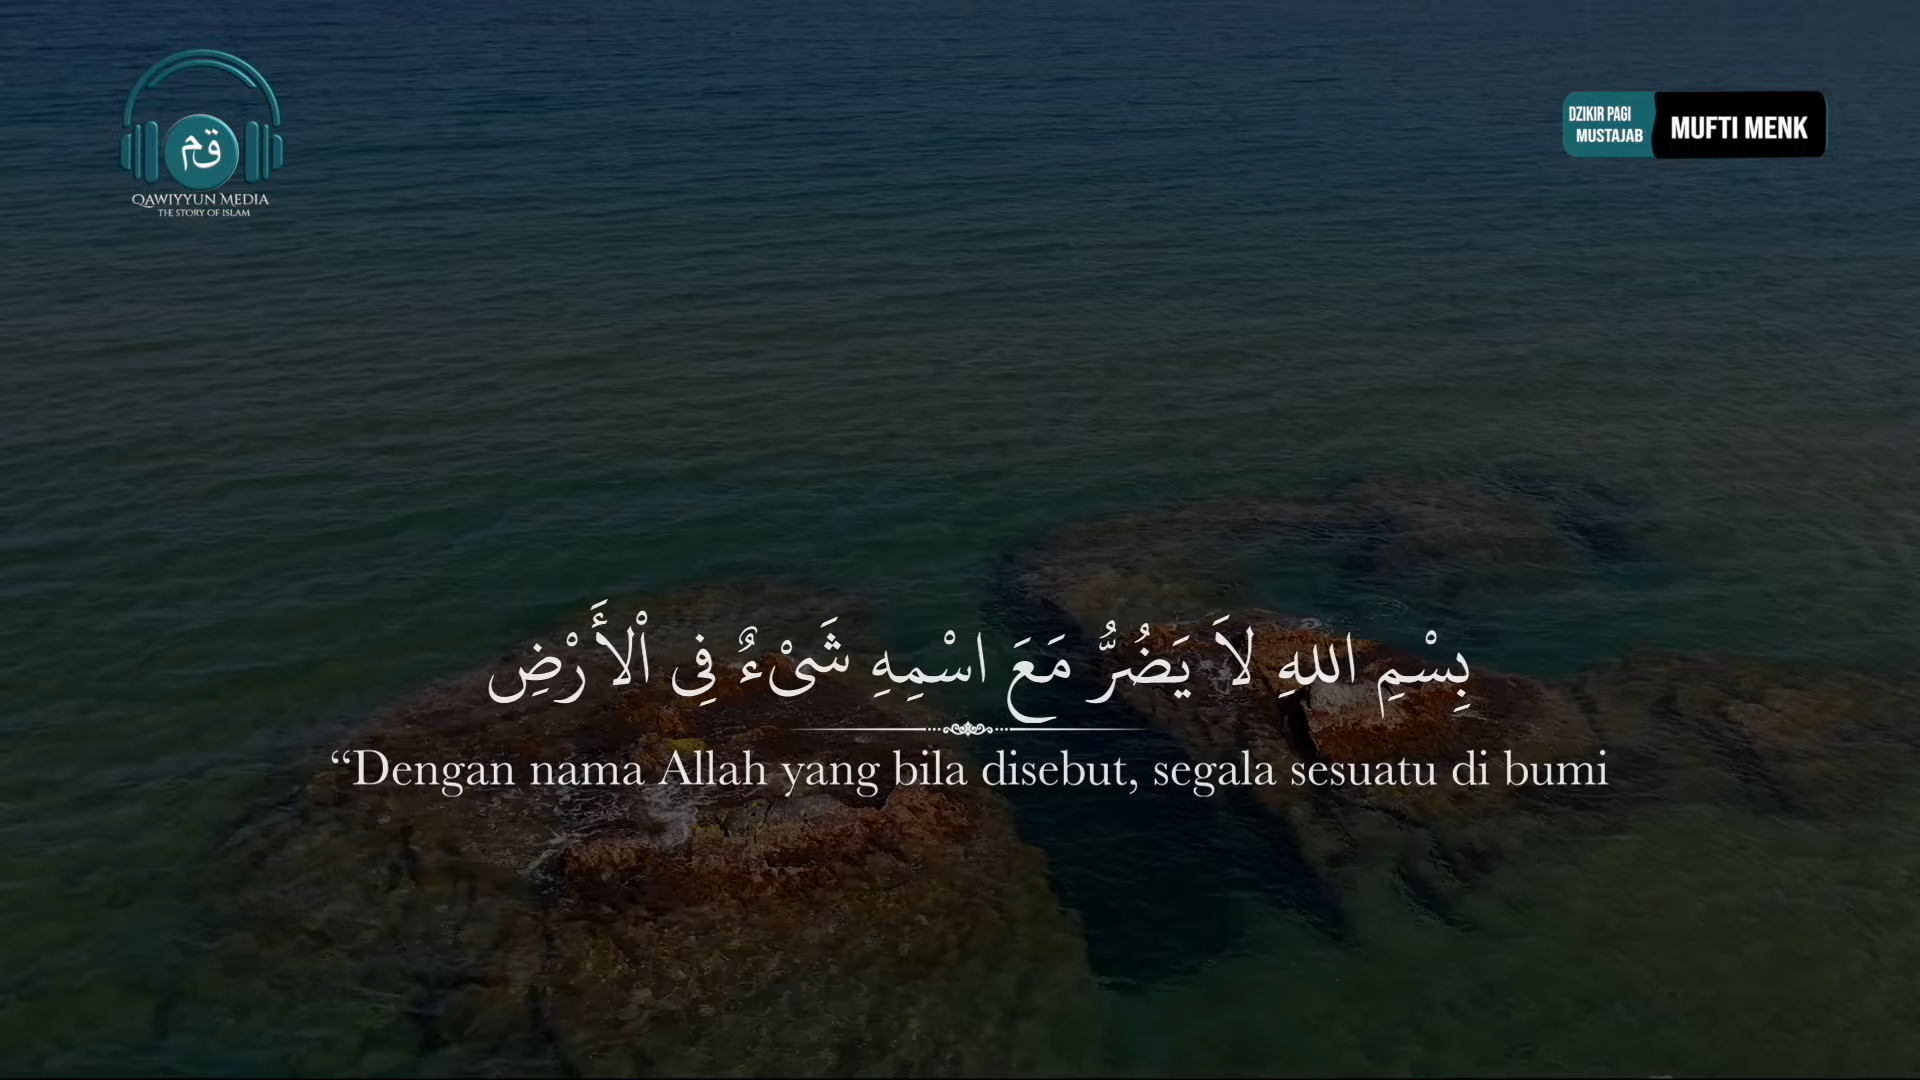 قم
QAWIYYUN MEDIA
THE STORY OF ISLAM
DZIKIR PAGI
MUSTAJAB
MUFTI MENK
بِسْمِ اللهِ لاَ يَضُرُّ مَعَ اسْمِهِ شَىْءٌ فِى اْلأَرْضِ
“Dengan nama Allah yang bila disebut, segala sesuatu di bumi